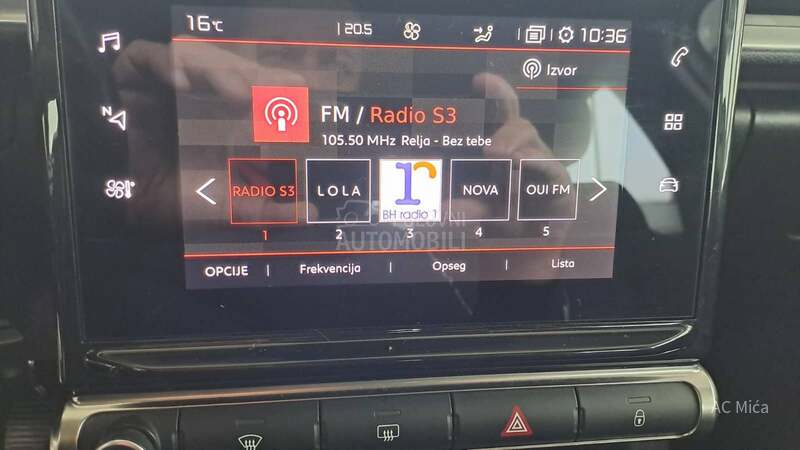 16°C | 20.5 10:36
N
Izvor
FM / Radio S3
105.50 MHz Relja - Bez tebe
RADIO S3 LOLA BH radio 1 NOVA OUI FM
1 2 3 4 5
AUTOMOBILI
OPCIJE | Frekvencija | Opseg | Lista
AC Mića